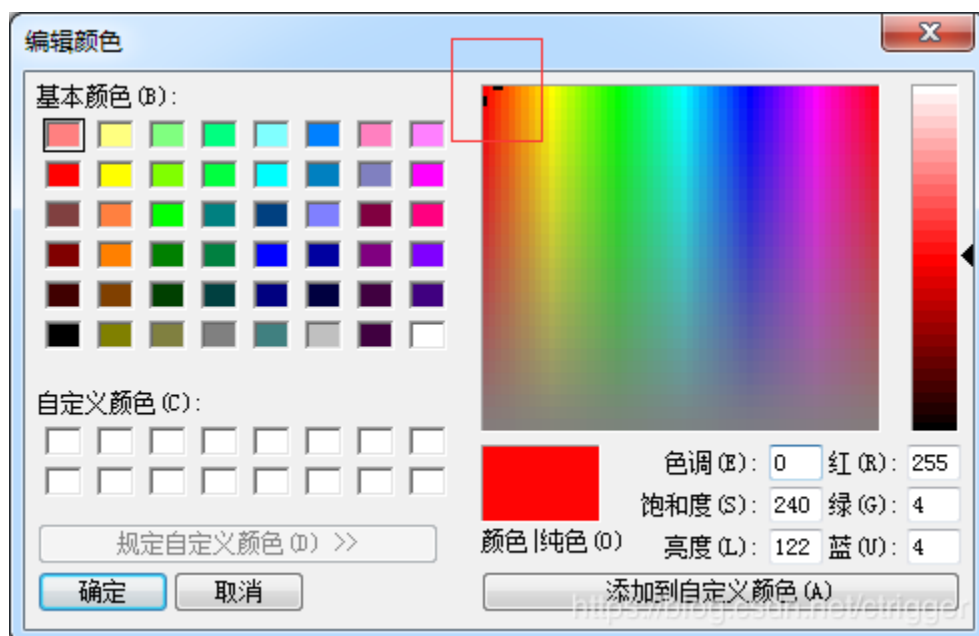 编辑颜色
基本颜色(B):
自定义颜色(C):
规定自定义颜色(D) >>
确定 取消
色调(E): 0 红(R): 255
饱和度(S): 240 绿(G): 4
颜色|纯色(O) 亮度(L): 122 蓝(U): 4
添加到自定义颜色(A)
https://blog.csdn.net/ctrigger